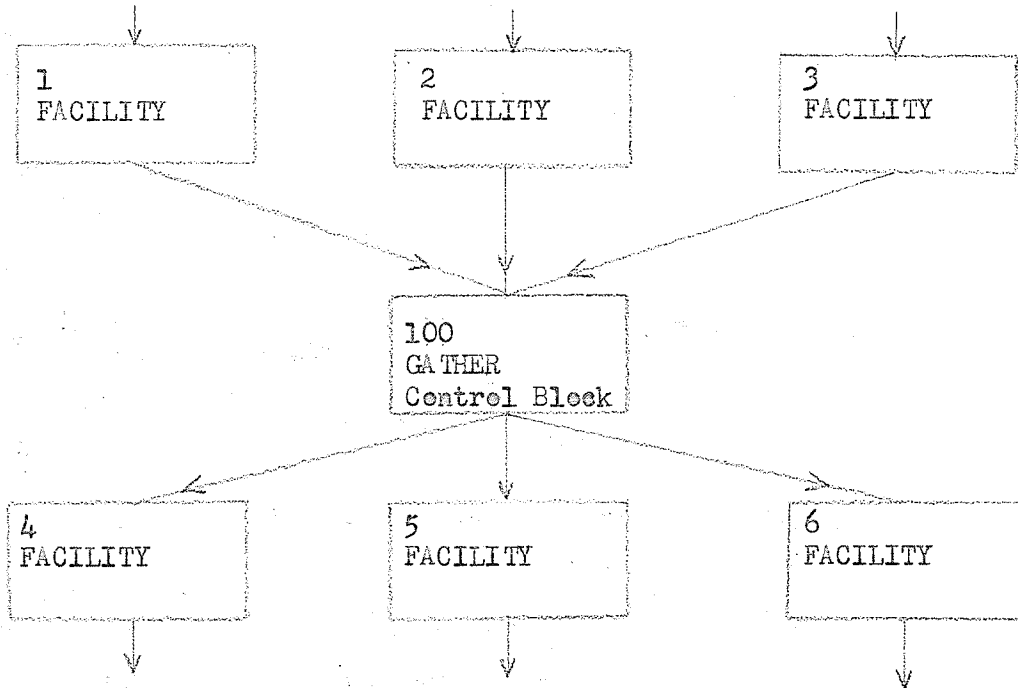 1
FACILITY
2
FACILITY
3
FACILITY
100
GATHER
Control Block
4
FACILITY
5
FACILITY
6
FACILITY